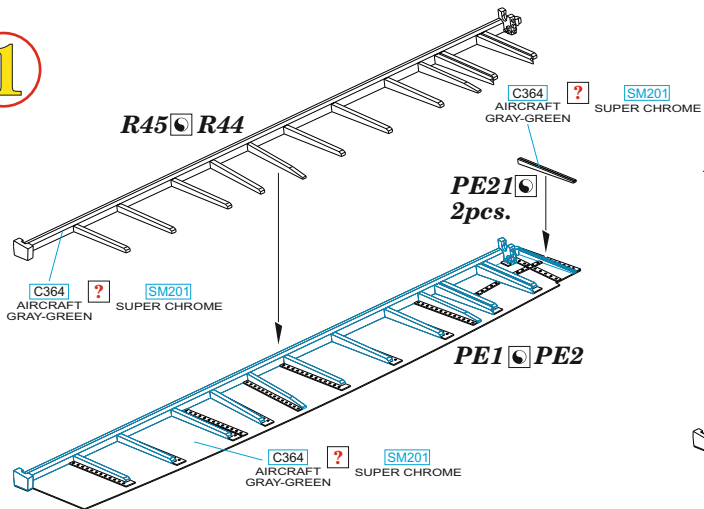 1
R45 R44
C364 ? SM201
AIRCRAFT SUPER CHROME
GRAY-GREEN
PE21
2pcs.
C364 ? SM201
AIRCRAFT SUPER CHROME
GRAY-GREEN
PE1 PE2
C364 ? SM201
AIRCRAFT SUPER CHROME
GRAY-GREEN